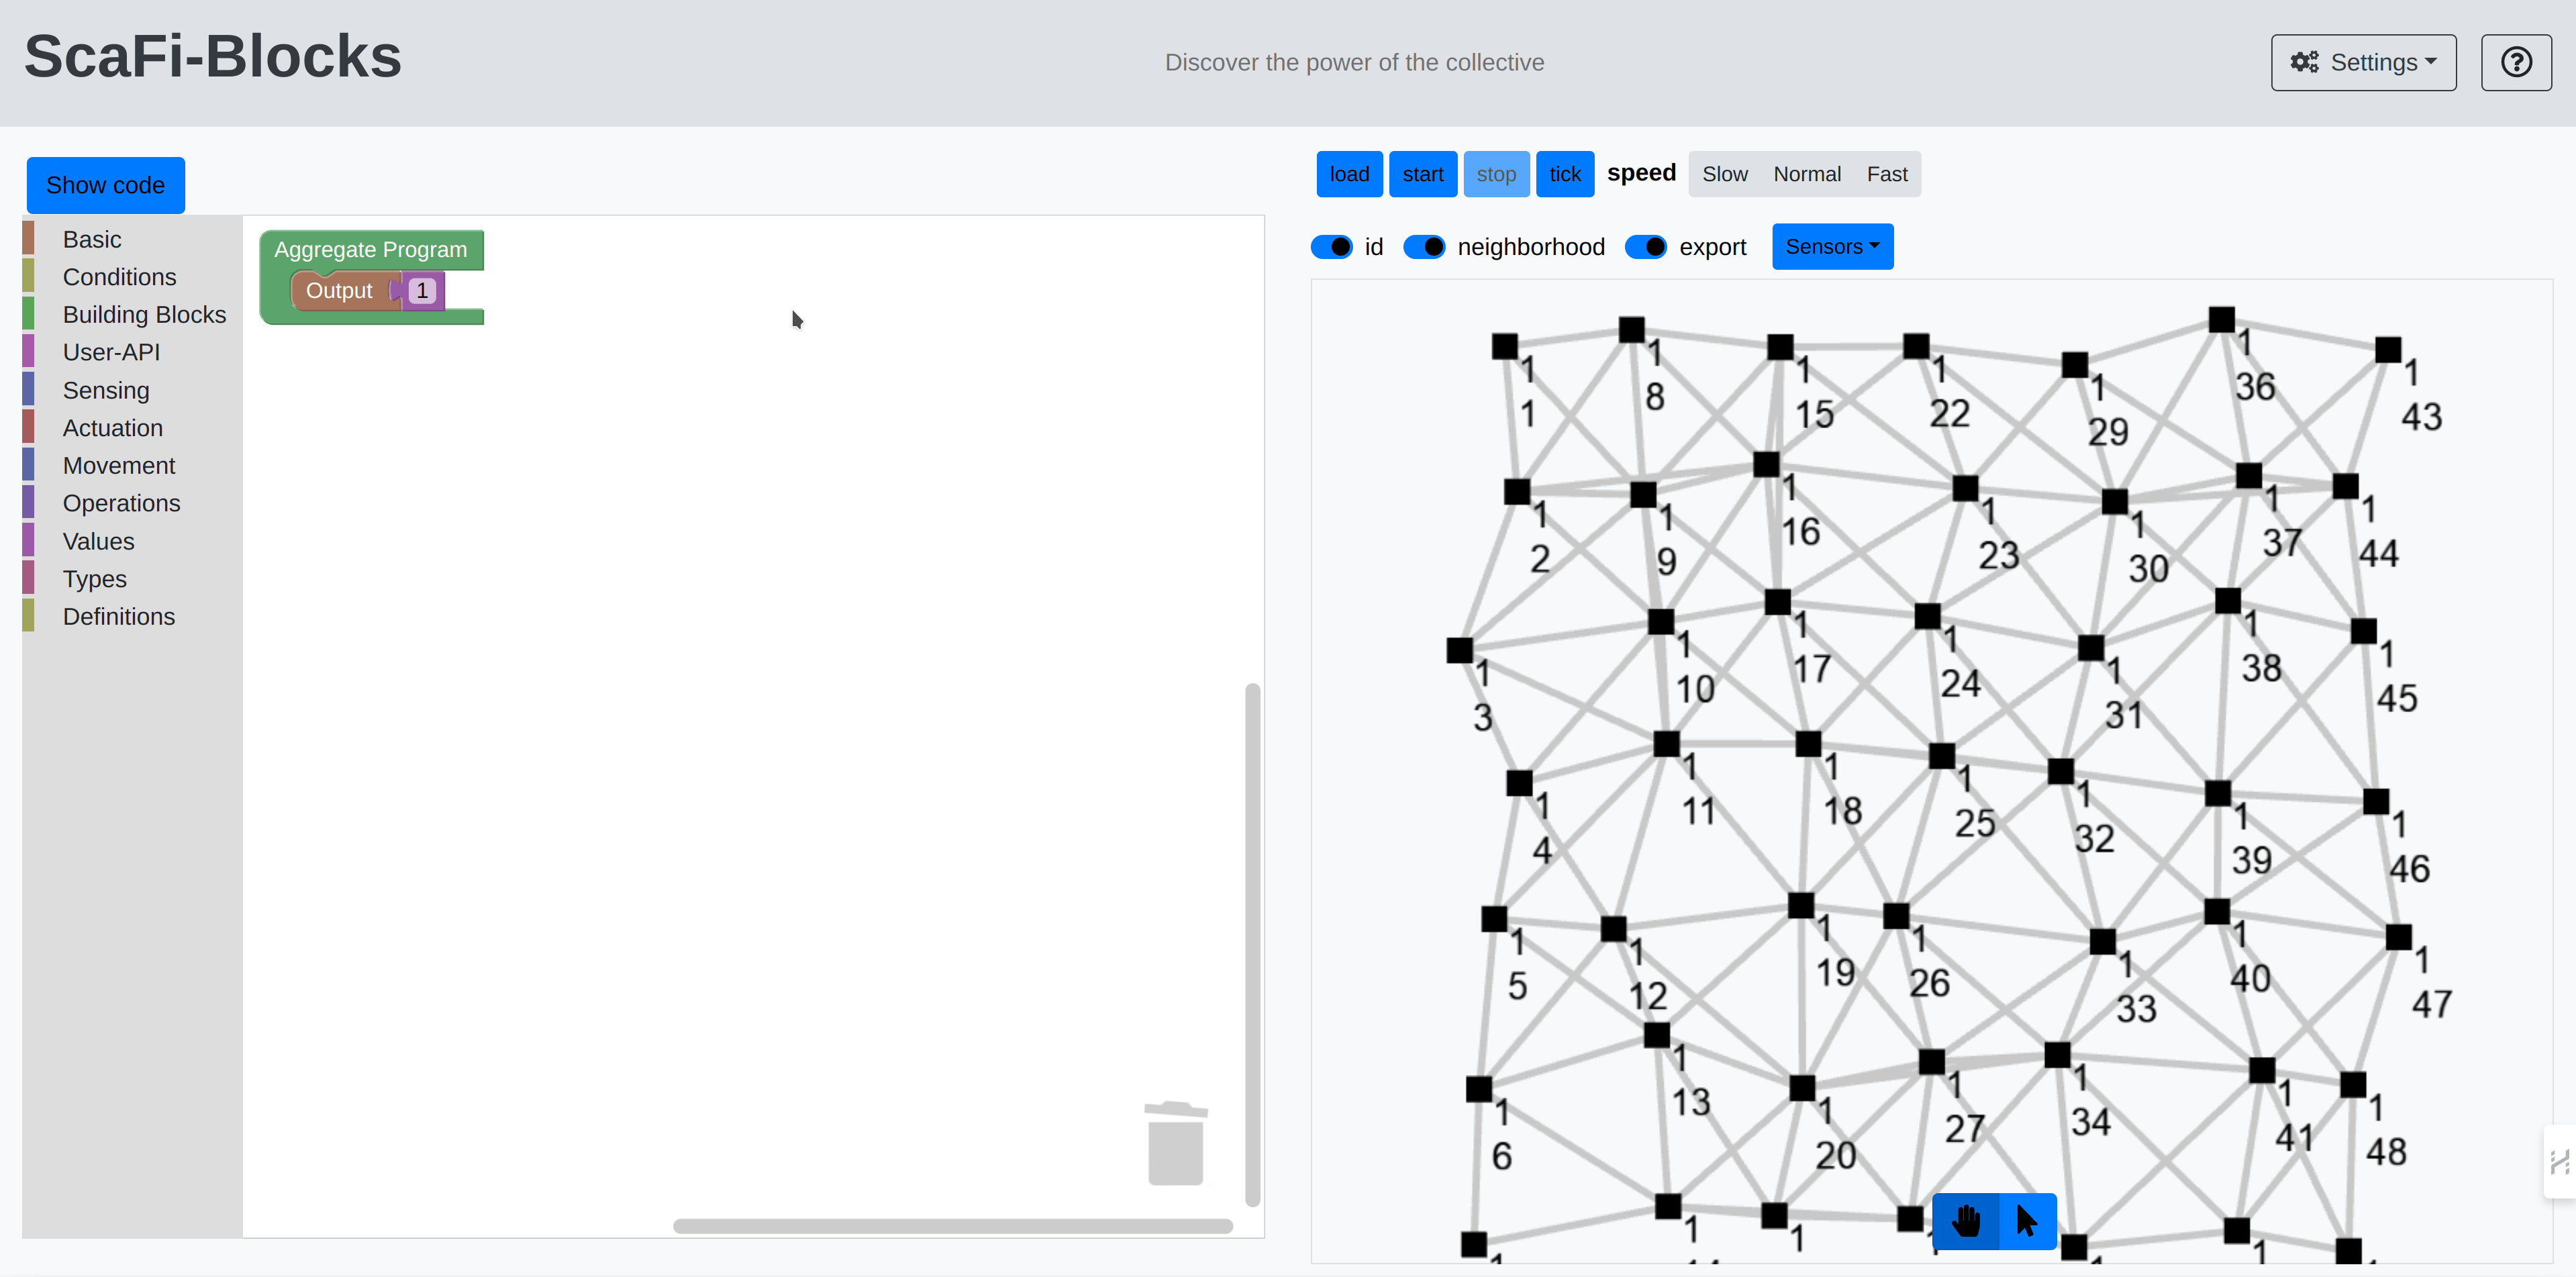 ScaFi-Blocks
Discover the power of the collective
Settings
Show code
load start stop tick speed Slow Normal Fast
id neighborhood export Sensors
Basic
Conditions
Building Blocks
User-API
Sensing
Actuation
Movement
Operations
Values
Types
Definitions
Aggregate Program
Output 1
1 1 1 1 1 1 1
1 8 15 22 29 36 43
1 1 1 1 1 1 1
2 9 16 23 30 37 44
1 1 1 1 1 1 1
3 10 17 24 31 38 45
1 1 1 1 1 1 1
4 11 18 25 32 39 46
1 1 1 1 1 1 1
5 12 19 26 33 40 47
1 1 1 1 1 1 1
6 13 20 27 34 41 48
1 1